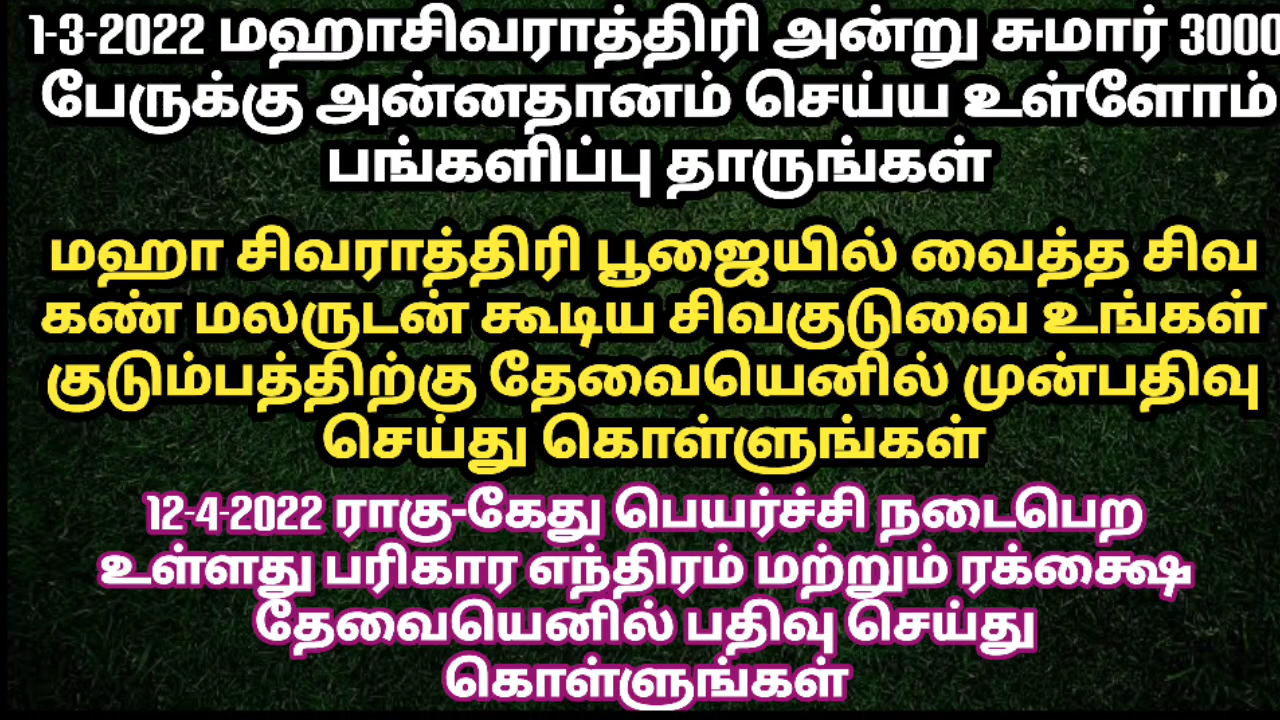 1-3-2022 மஹாசிவராத்திரி அன்று சுமார் 3000
பேருக்கு அன்னதானம் செய்ய உள்ளோம்
பங்களிப்பு தாருங்கள்
மஹா சிவராத்திரி பூஜையில் வைத்த சிவ
கண் மலருடன் கூடிய சிவகுடுவை உங்கள்
குடும்பத்திற்கு தேவையெனில் முன்பதிவு
செய்து கொள்ளுங்கள்
12-4-2022 ராகு-கேது பெயர்ச்சி நடைபெற
உள்ளது பரிகார எந்திரம் மற்றும் ரக்க்ஷை
தேவையெனில் பதிவு செய்து
கொள்ளுங்கள்